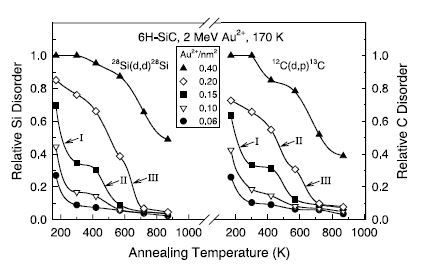 6H-SiC, 2 MeV Au²⁺, 170 K
²⁸Si(d,d)²⁸Si
Au²⁺/nm²
0.40
0.20
0.15
0.10
0.06
¹²C(d,p)¹³C
Relative Si Disorder
1.0
0.8
0.6
0.4
0.2
0.0
I
II
III
I
II
III
1.0
0.8
0.6
0.4
0.2
0.0
Relative C Disorder
200 400 600 800 1000 200 400 600 800 1000
Annealing Temperature (K)